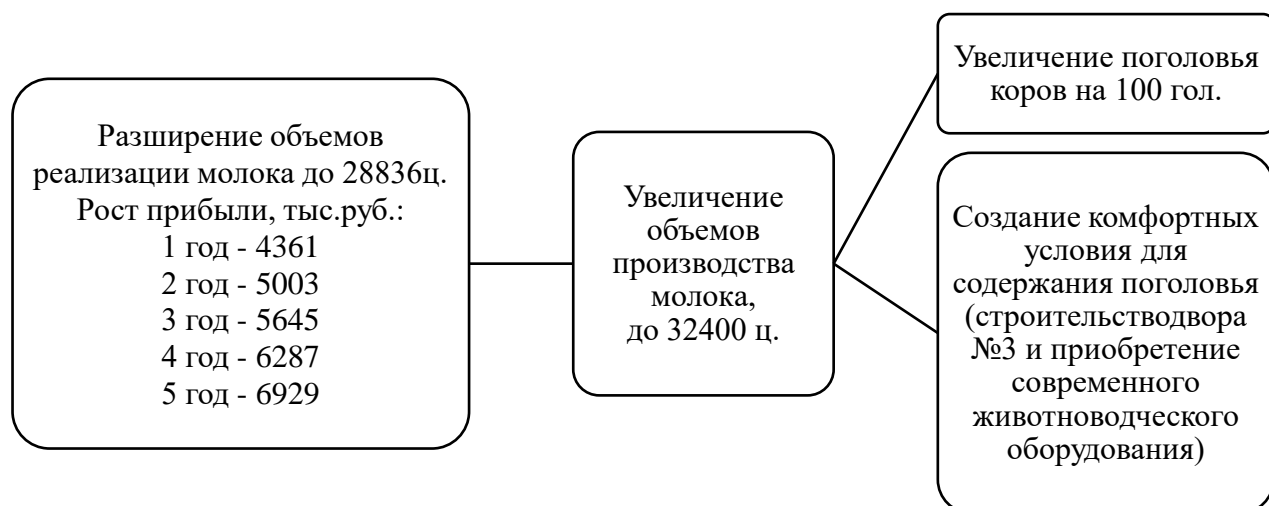 Разширение объемов
реализации молока до 28836ц.
Рост прибыли, тыс.руб.:
1 год - 4361
2 год - 5003
3 год - 5645
4 год - 6287
5 год - 6929
Увеличение
объемов
производства
молока,
до 32400 ц.
Увеличение поголовья
коров на 100 гол.
Создание комфортных
условия для
содержания поголовья
(строительстводвора
№3 и приобретение
современного
животноводческого
оборудования)